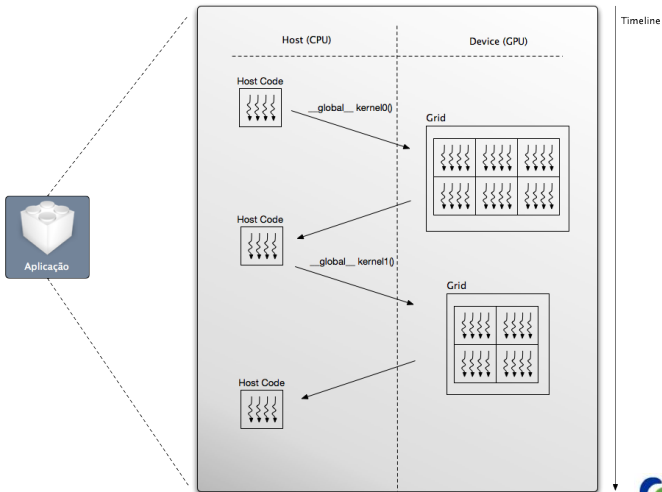 Timeline
Host (CPU)
Device (GPU)
Host Code
__global__ kernel0()
Grid
Host Code
__global__ kernel1()
Aplicação
Grid
Host Code